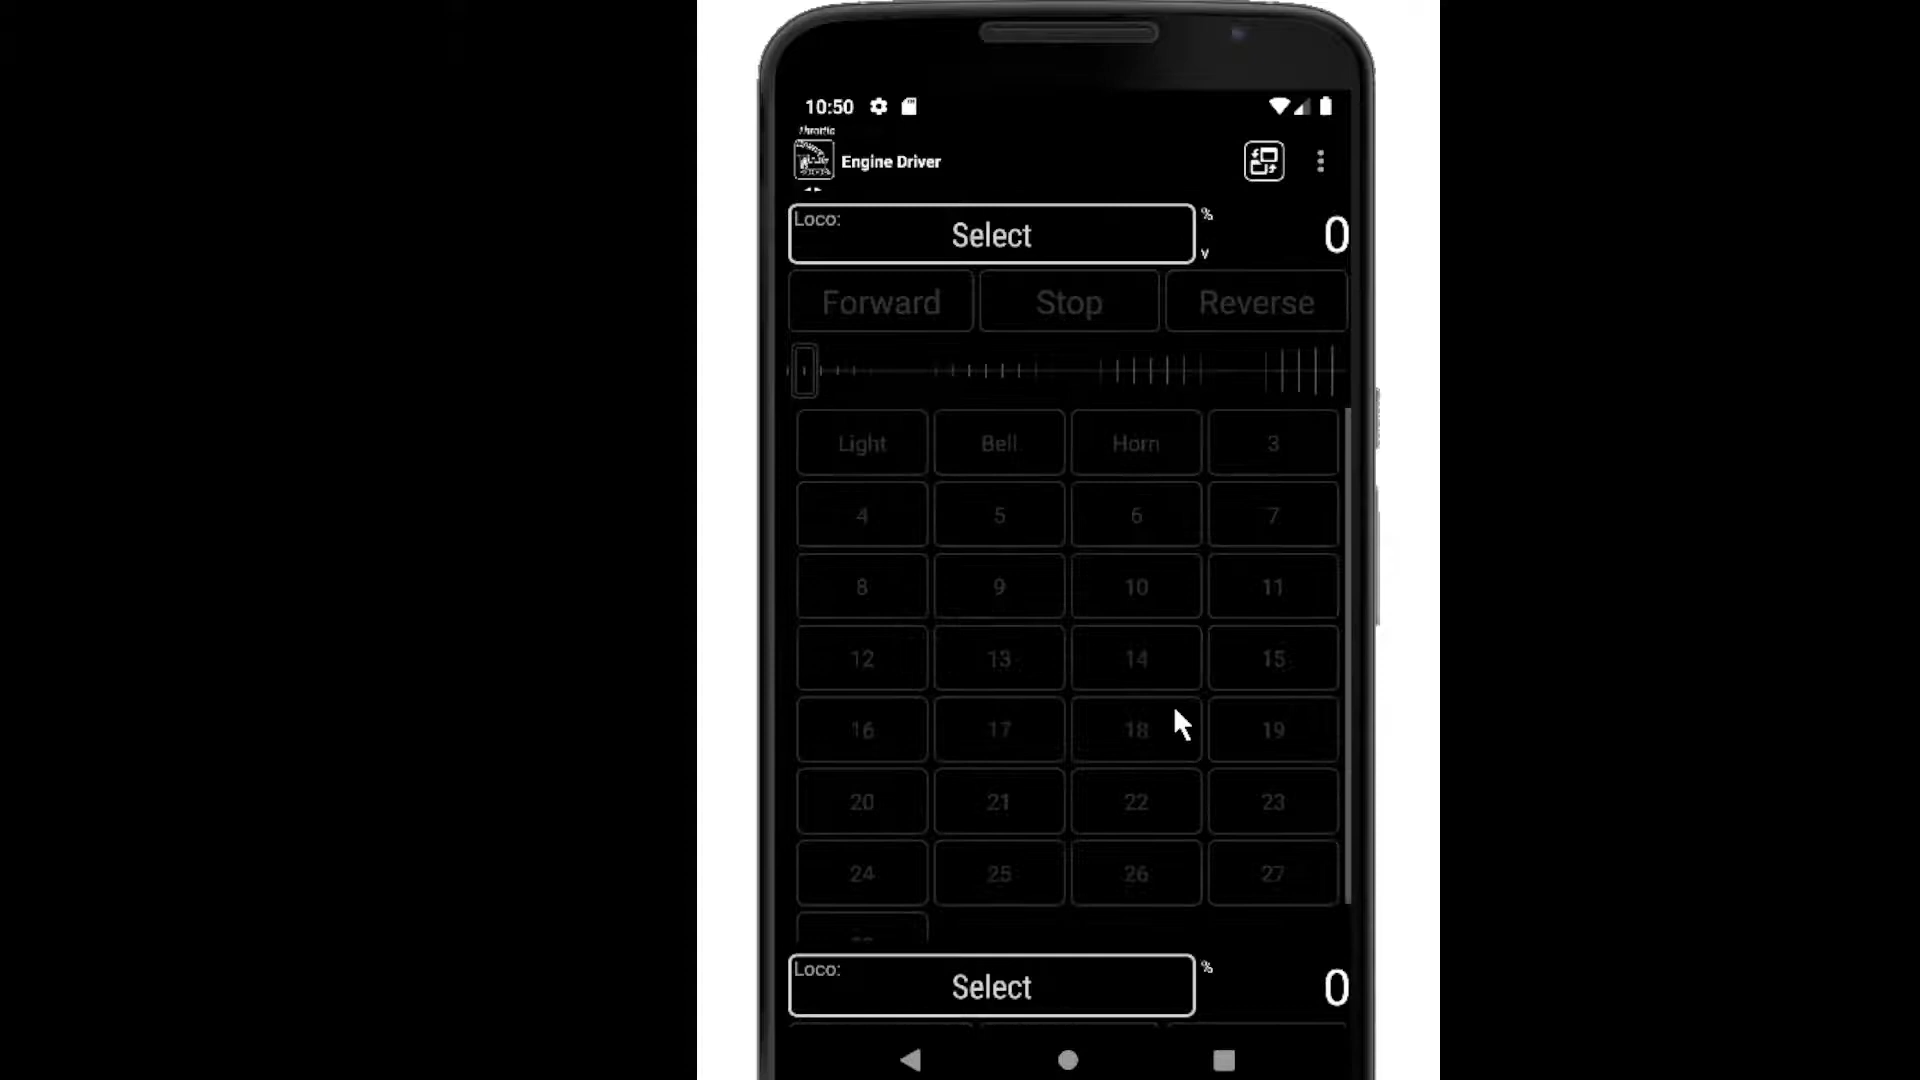 10:50
Throttle
Engine Driver
Loco:
Select
%
v
0
Forward Stop Reverse
Light Bell Horn 3
4 5 6 7
8 9 10 11
12 13 14 15
16 17 18 19
20 21 22 23
24 25 26 27
Loco:
Select
%
0